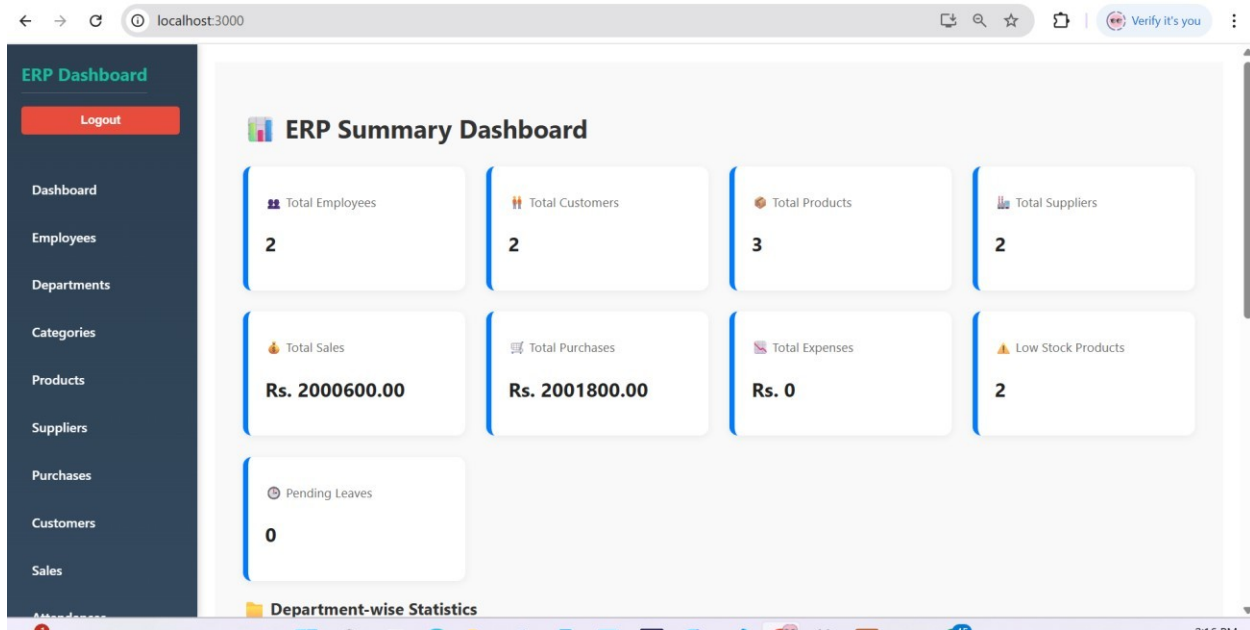 localhost:3000
Verify it's you
ERP Dashboard
Logout
Dashboard
Employees
Departments
Categories
Products
Suppliers
Purchases
Customers
Sales
Attendances
ERP Summary Dashboard
Total Employees
2
Total Customers
2
Total Products
3
Total Suppliers
2
Total Sales
Rs. 2000600.00
Total Purchases
Rs. 2001800.00
Total Expenses
Rs. 0
Low Stock Products
2
Pending Leaves
0
Department-wise Statistics